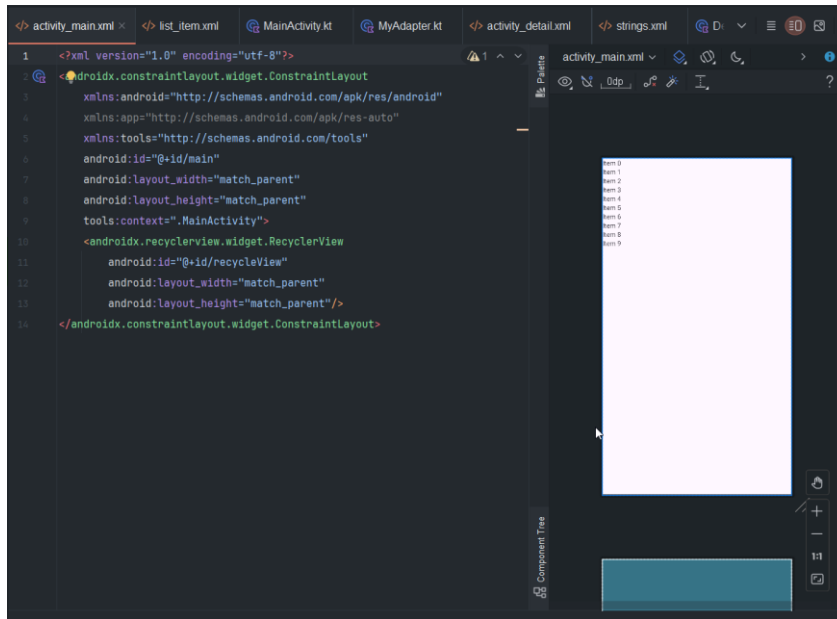 activity_main.xml
list_item.xml
MainActivity.kt
MyAdapter.kt
activity_detail.xml
strings.xml
1 <?xml version="1.0" encoding="utf-8"?>
2 droidx.constraintlayout.widget.ConstraintLayout
3 xmlns:android="http://schemas.android.com/apk/res/android"
4 xmlns:app="http://schemas.android.com/apk/res-auto"
5 xmlns:tools="http://schemas.android.com/tools"
6 android:id="@+id/main"
7 android:layout_width="match_parent"
8 android:layout_height="match_parent"
9 tools:context=".MainActivity">
10 <androidx.recyclerview.widget.RecyclerView
11 android:id="@+id/recycleView"
12 android:layout_width="match_parent"
13 android:layout_height="match_parent"/>
14 </androidx.constraintlayout.widget.ConstraintLayout>
1
Palette
Component Tree
activity_main.xml
0dp
?
Item 0
Item 1
Item 2
Item 3
Item 4
Item 5
Item 6
Item 7
Item 8
Item 9
1:1